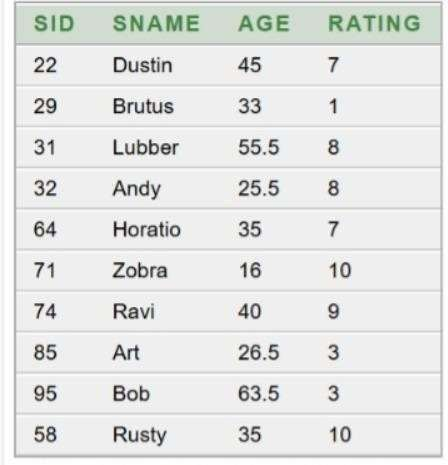 SID SNAME AGE RATING
22 Dustin 45 7
29 Brutus 33 1
31 Lubber 55.5 8
32 Andy 25.5 8
64 Horatio 35 7
71 Zobra 16 10
74 Ravi 40 9
85 Art 26.5 3
95 Bob 63.5 3
58 Rusty 35 10